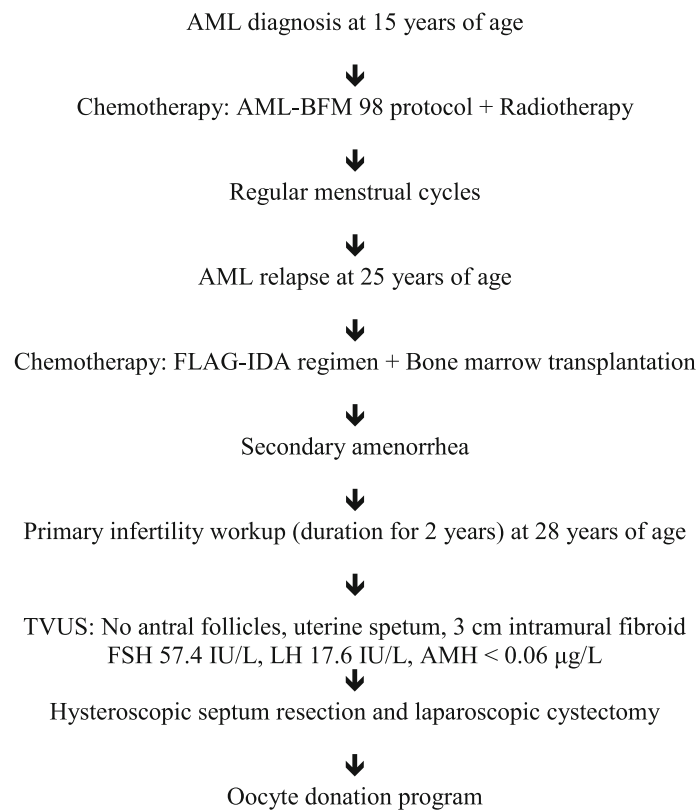 AML diagnosis at 15 years of age
Chemotherapy: AML-BFM 98 protocol + Radiotherapy
Regular menstrual cycles
AML relapse at 25 years of age
Chemotherapy: FLAG-IDA regimen + Bone marrow transplantation
Secondary amenorrhea
Primary infertility workup (duration for 2 years) at 28 years of age
TVUS: No antral follicles, uterine spetum, 3 cm intramural fibroid
FSH 57.4 IU/L, LH 17.6 IU/L, AMH < 0.06 µg/L
Hysteroscopic septum resection and laparoscopic cystectomy
Oocyte donation program